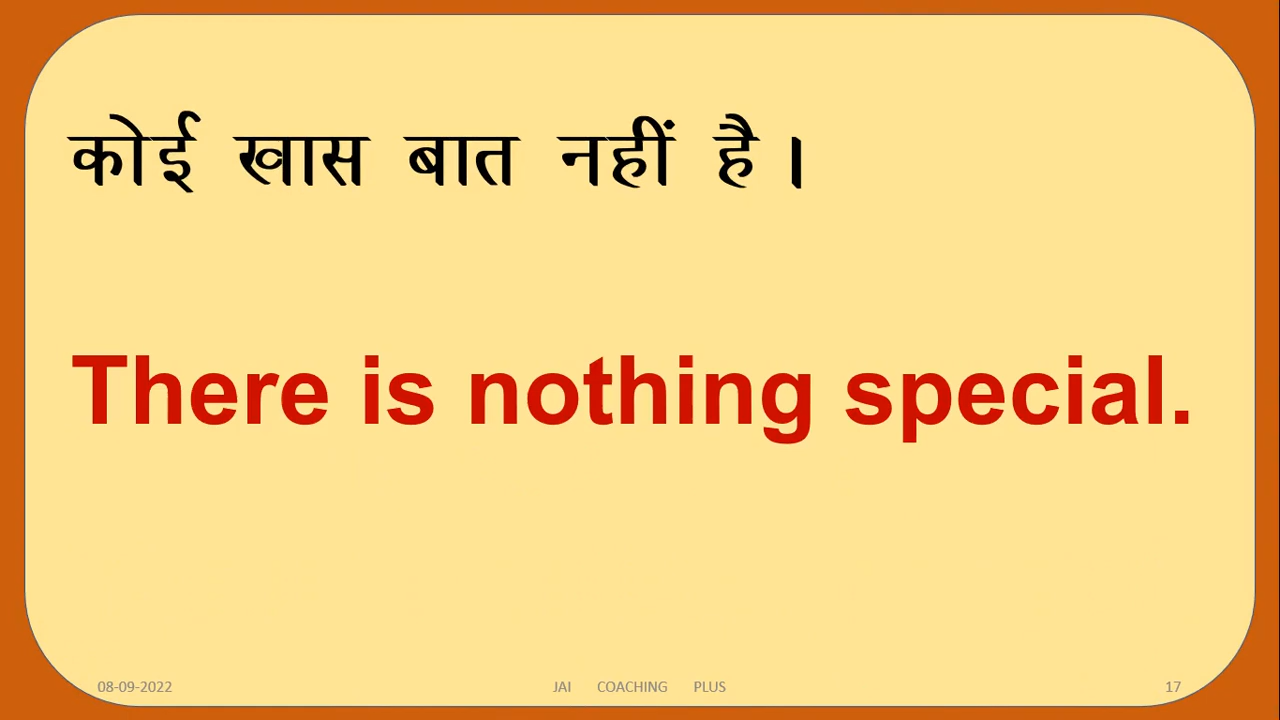 कोई खास बात नहीं है ।
There is nothing special.
08-09-2022 JAI COACHING PLUS 17